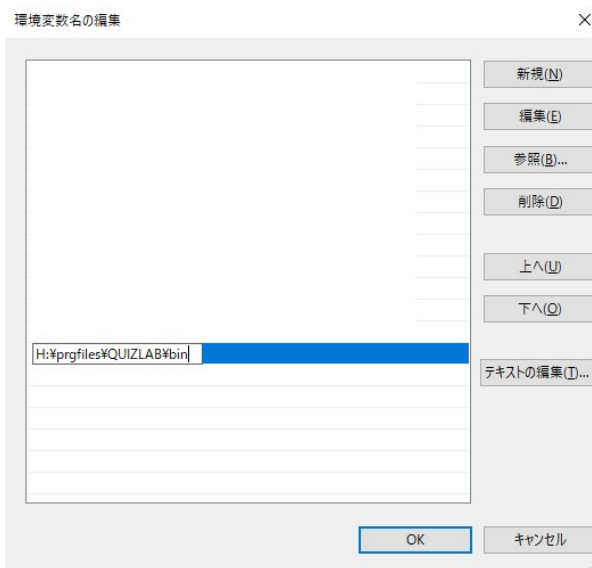 環境変数名の編集
新規(N)
編集(E)
参照(B)...
削除(D)
上へ(U)
下へ(O)
H:¥prgfiles¥QUIZLAB¥bin
テキストの編集(T)...
OK
キャンセル